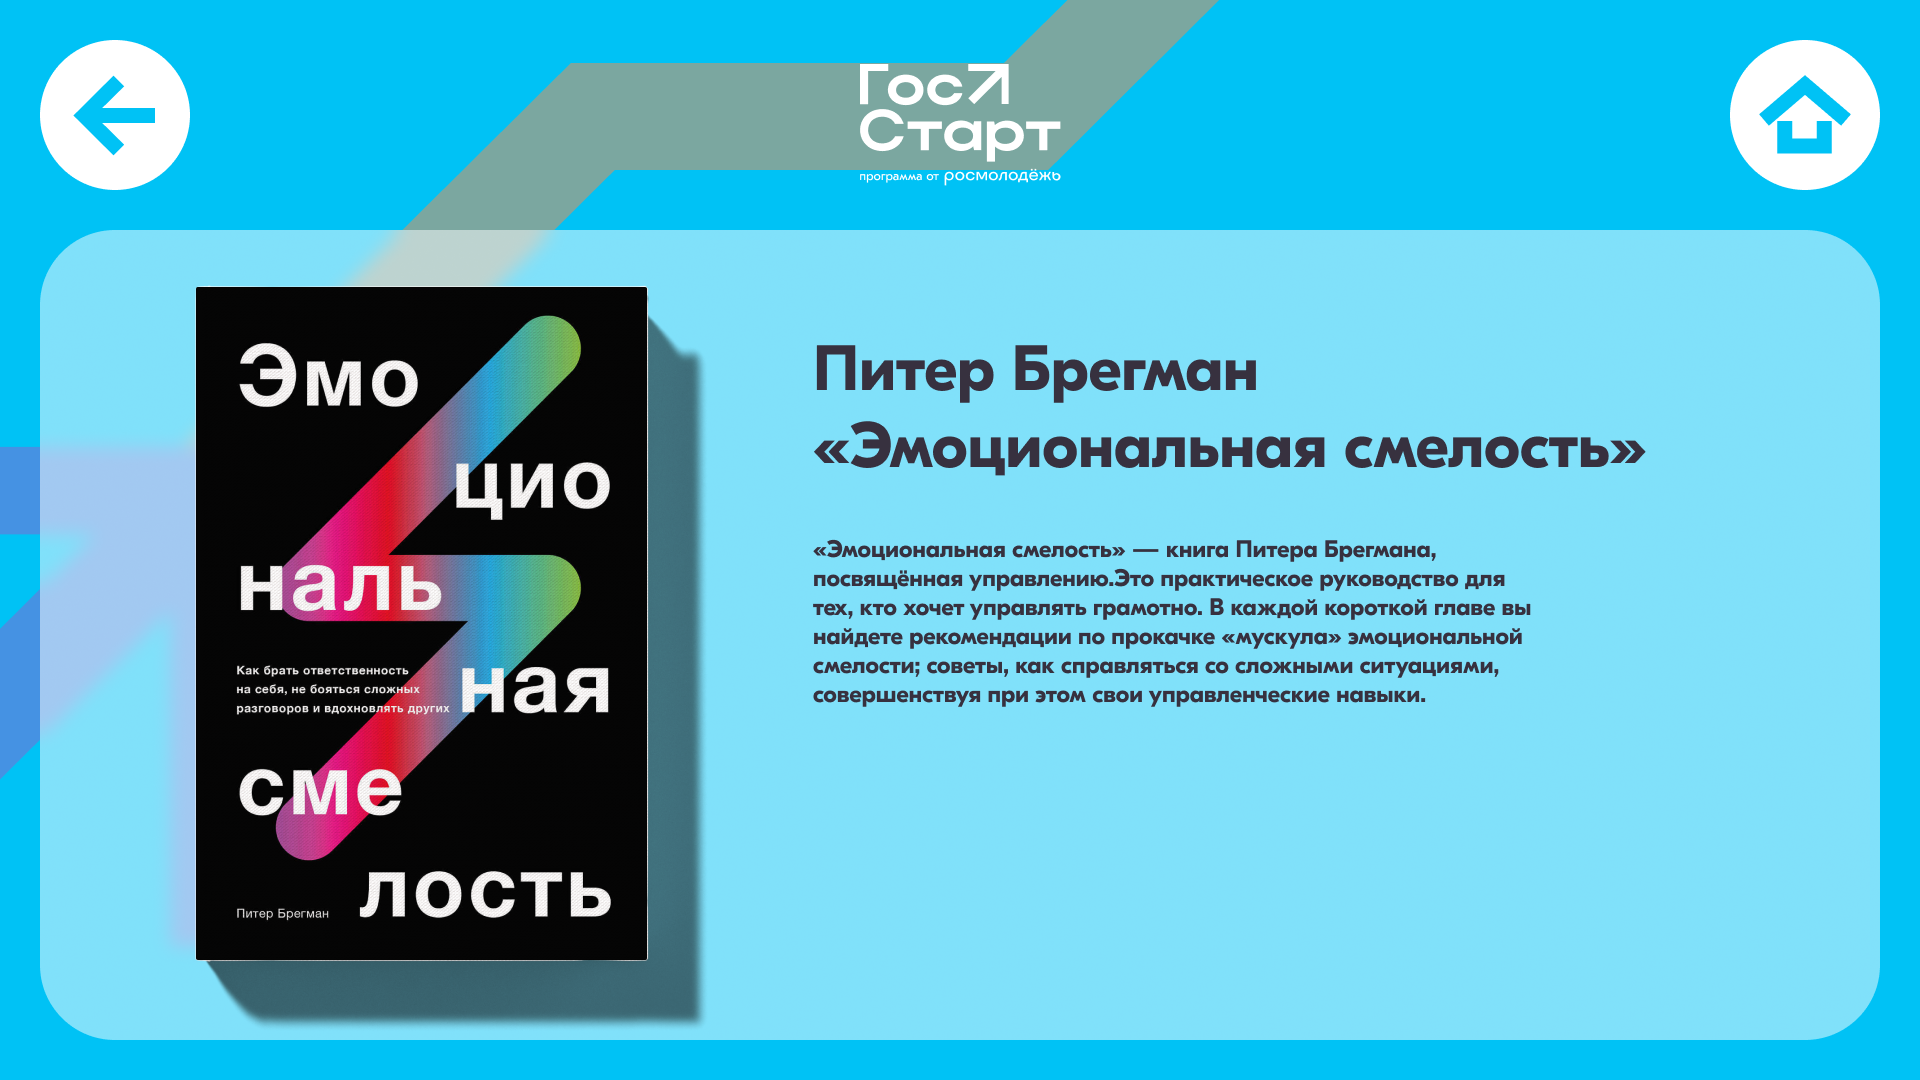 Гос
Старт
программа от росмолодёжь
Эмо
цио
наль
Как брать ответственность
на себя, не бояться сложных
разговоров и вдохновлять других
ная
сме
лость
Питер Брегман
Питер Брегман
«Эмоциональная смелость»
«Эмоциональная смелость» — книга Питера Брегмана,
посвящённая управлению.Это практическое руководство для
тех, кто хочет управлять грамотно. В каждой короткой главе вы
найдете рекомендации по прокачке «мускула» эмоциональной
смелости; советы, как справляться со сложными ситуациями,
совершенствуя при этом свои управленческие навыки.